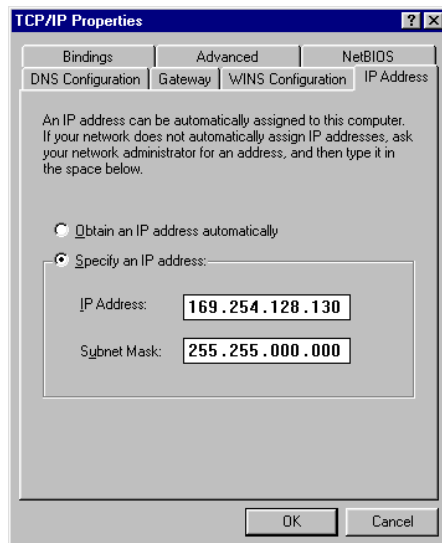 TCP/IP Properties
Bindings Advanced NetBIOS
DNS Configuration Gateway WINS Configuration IP Address
An IP address can be automatically assigned to this computer.
If your network does not automatically assign IP addresses, ask
your network administrator for an address, and then type it in
the space below.
Obtain an IP address automatically
Specify an IP address:
IP Address: 169.254.128.130
Subnet Mask: 255.255.000.000
OK Cancel